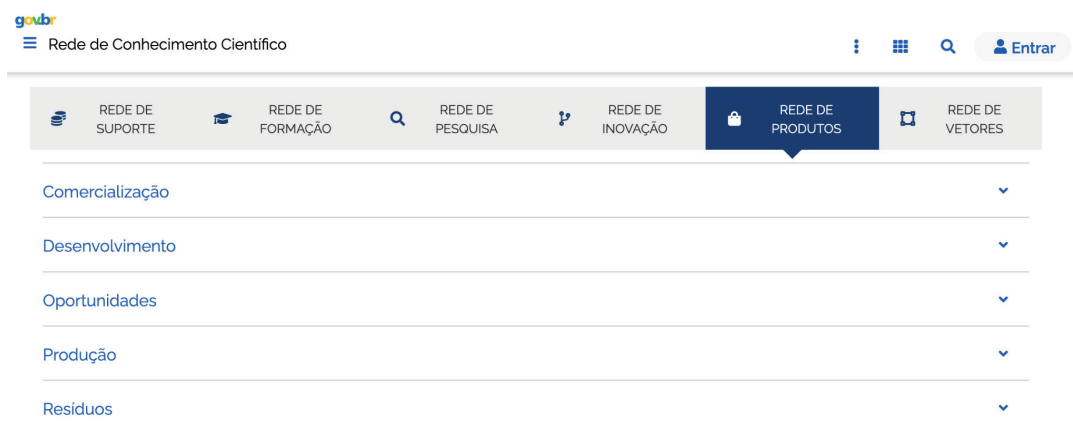 gov.br
Rede de Conhecimento Científico
Entrar
REDE DE
SUPORTE
REDE DE
FORMAÇÃO
REDE DE
PESQUISA
REDE DE
INOVAÇÃO
REDE DE
PRODUTOS
REDE DE
VETORES
Comercialização
Desenvolvimento
Oportunidades
Produção
Resíduos